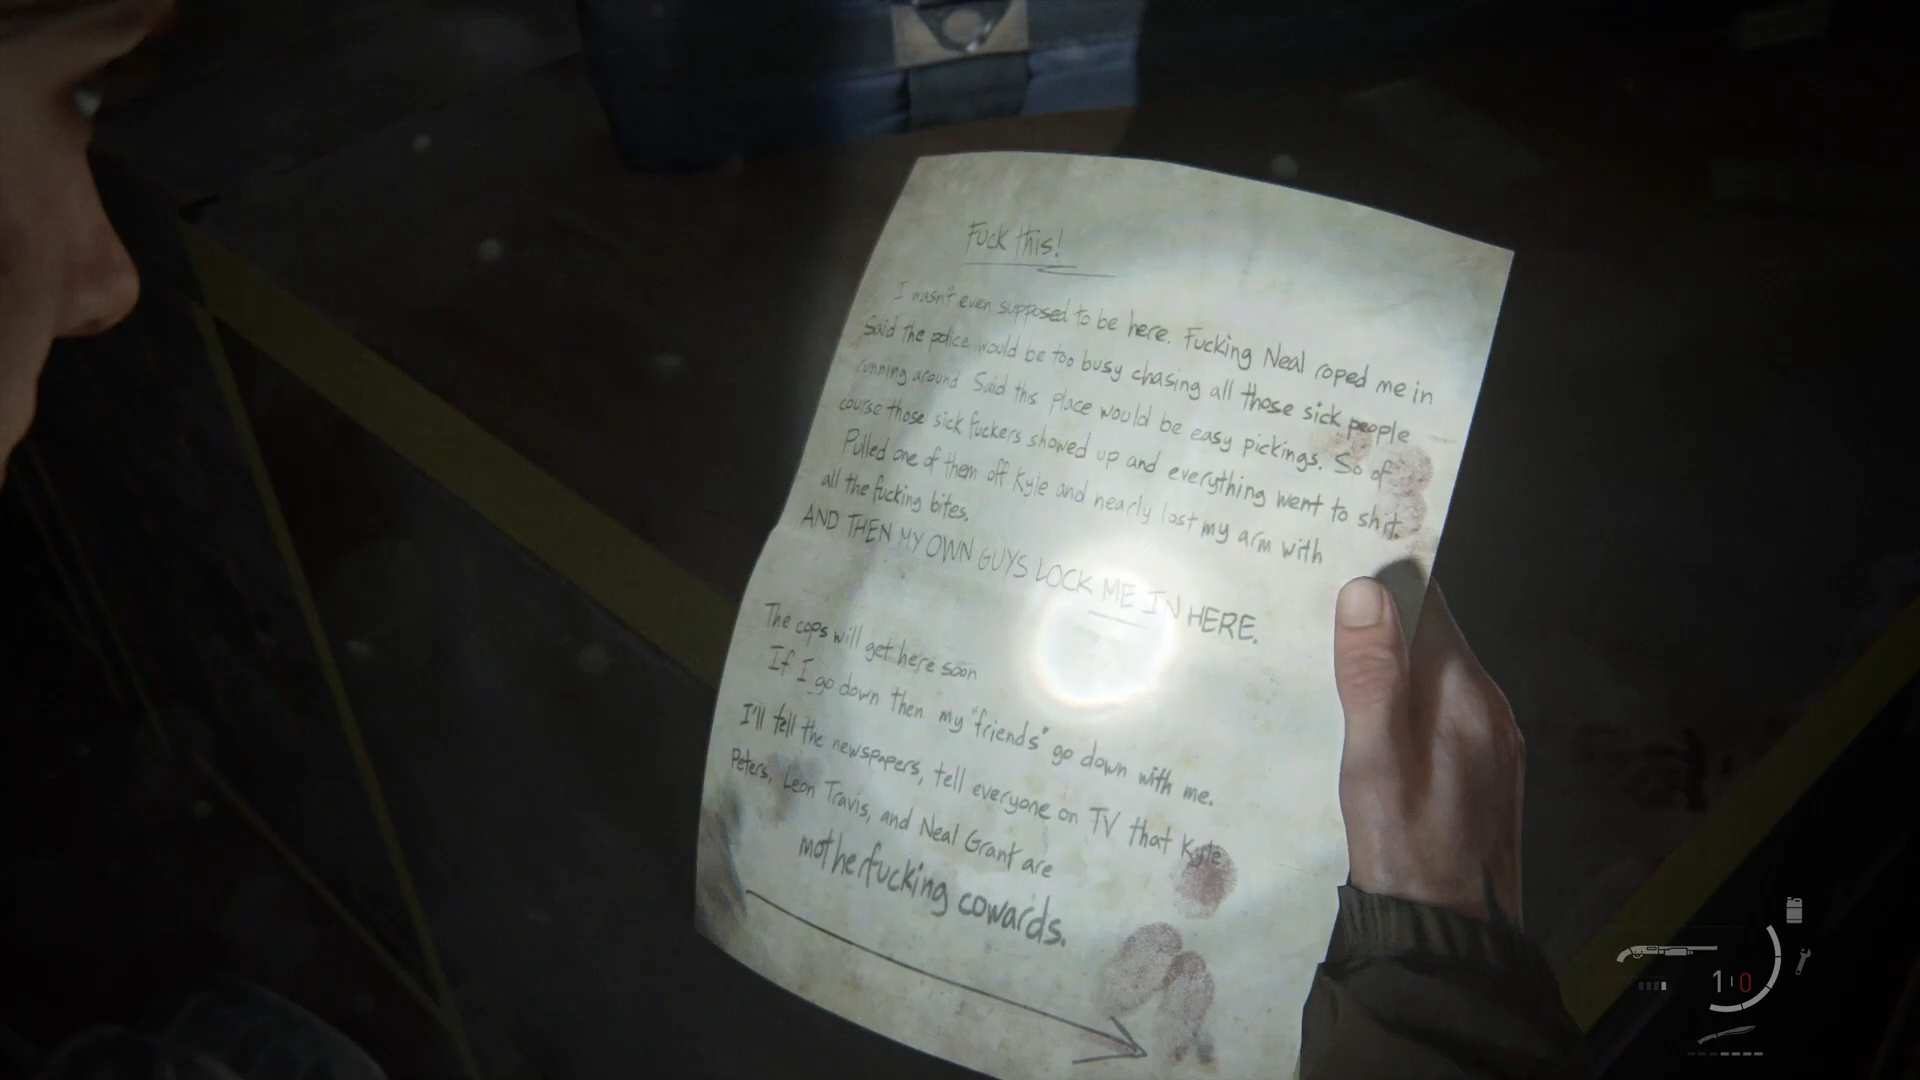 Fuck this!
I wasn't even supposed to be here. Fucking Neal roped me in
Said the police would be too busy chasing all those sick people
running around. Said this place would be easy pickings. So of
course those sick fuckers showed up and everything went to shit.
Pulled one of them off Kyle and nearly lost my arm with
all the fucking bites.
AND THEN MY OWN GUYS LOCK ME IN HERE.
The cops will get here soon
If I go down then my "friends" go down with me.
I'll tell the newspapers, tell everyone on TV that Kyle
Peters, Leon Travis, and Neal Grant are
motherfucking cowards.
1 0